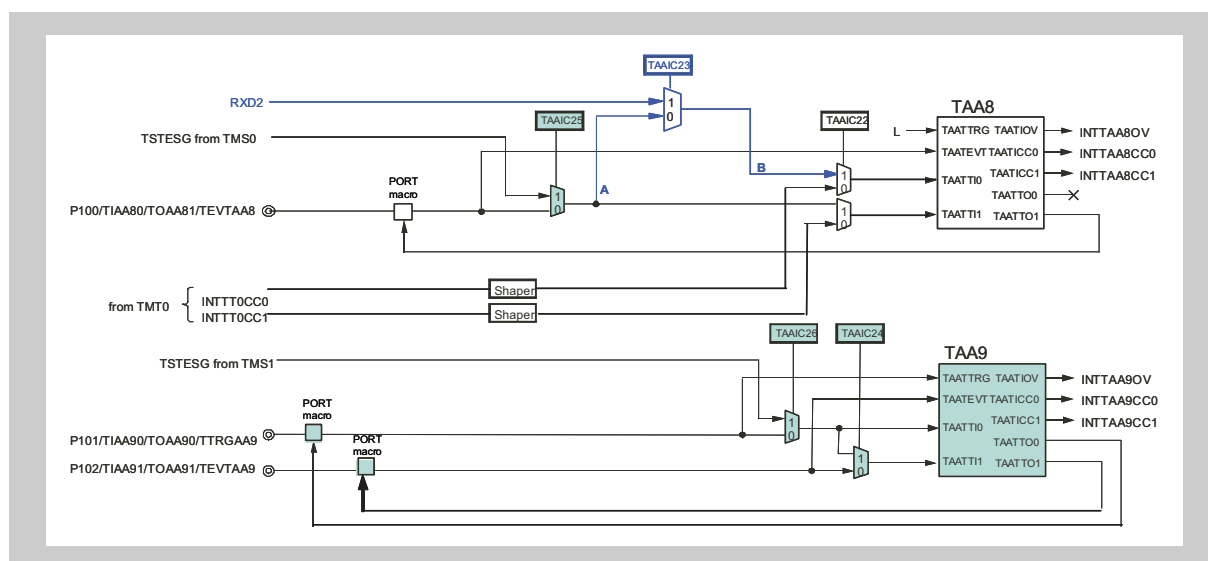 TAAIC23
RXD2
1
0
TAA8
TAAIC25
TAAIC22
TSTESG from TMS0
L
TAATTRG TAATIOV
INTTAA8OV
TAATEVT TAATICC0
INTTAA8CC0
B
1
0
TAATTI0
TAATICC1
INTTAA8CC1
PORT
macro
1
0
A
TAATTO0
P100/TIAA80/TOAA81/TEVTAA8
1
0
TAATTI1
TAATTO1
from TMT0
INTTT0CC0
INTTT0CC1
Shaper
Shaper
TAAIC26
TAAIC24
TSTESG from TMS1
TAA9
TAATTRG TAATIOV
INTTAA9OV
PORT
macro
TAATEVT TAATICC0
INTTAA9CC0
TAATICC1
INTTAA9CC1
P101/TIAA90/TOAA90/TTRGAA9
1
0
TAATTI0
TAATTO0
PORT
macro
P102/TIAA91/TOAA91/TEVTAA9
1
0
TAATTI1
TAATTO1